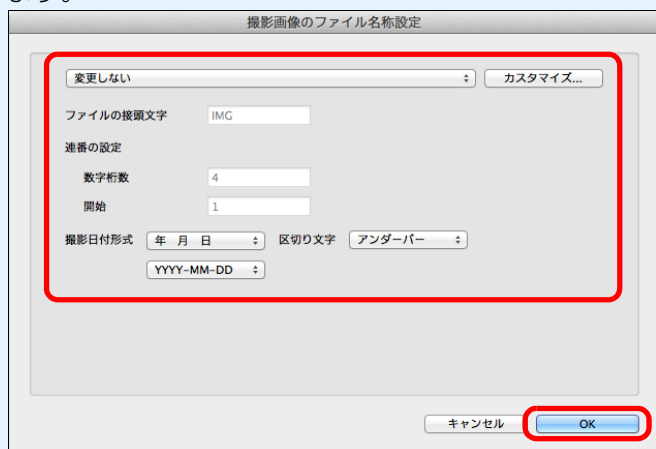 ます。
撮影画像のファイル名称設定
変更しない カスタマイズ...
ファイルの接頭文字 IMG
連番の設定
数字桁数 4
開始 1
撮影日付形式 年 月 日 区切り文字 アンダーバー
YYYY-MM-DD
キャンセル OK